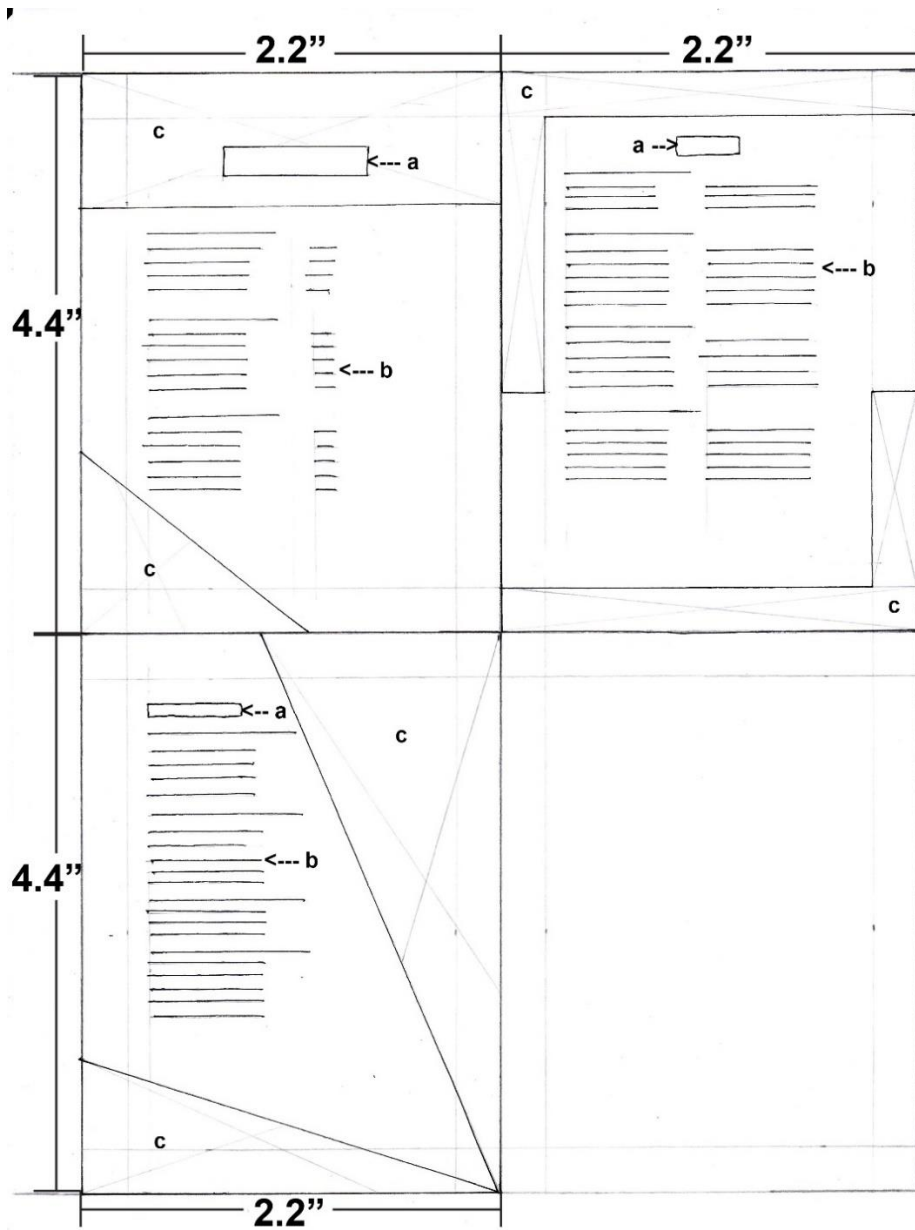 2.2” 2.2”
c
c
<--- a
a -->
<--- b
4.4”
<--- b
c
c
<-- a
c
<--- b
4.4”
c
2.2”